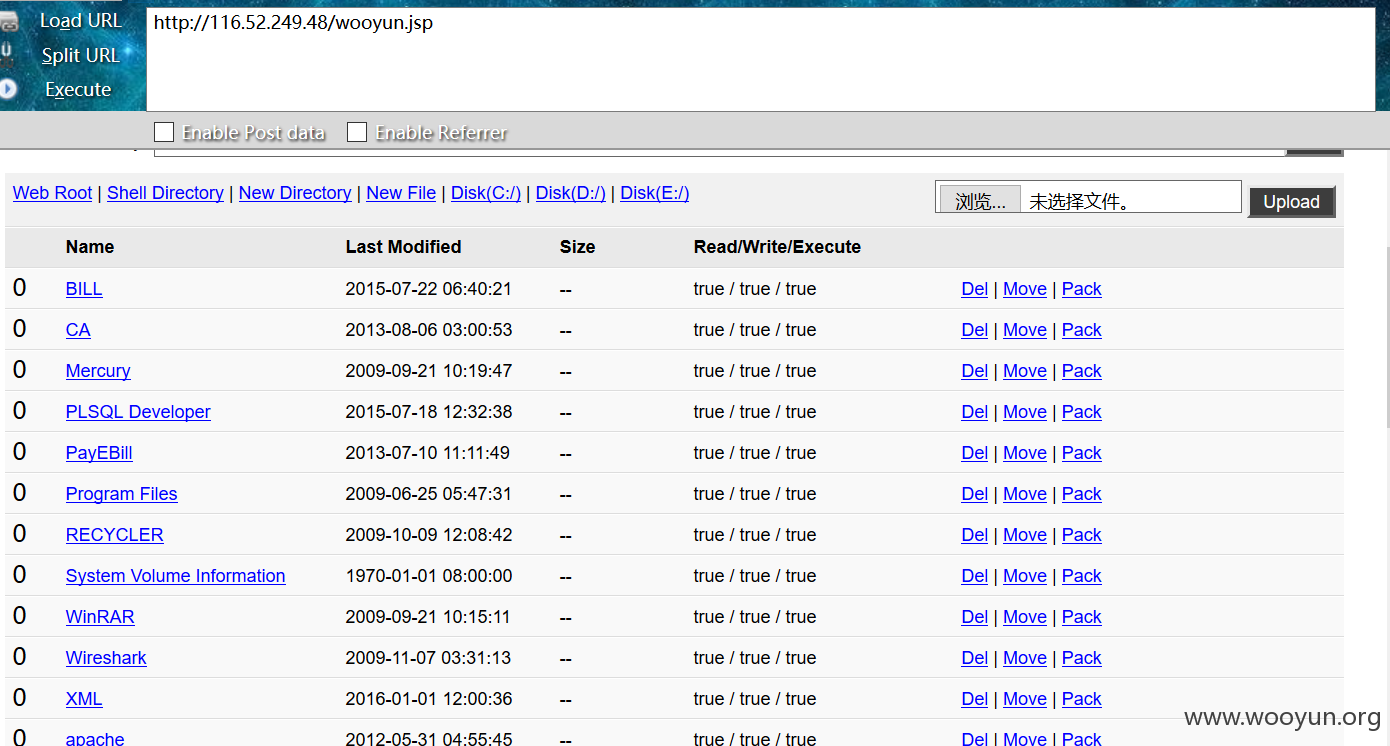 Load URL
http://116.52.249.48/wooyun.jsp
Split URL
Execute
Enable Post data Enable Referrer
Web Root | Shell Directory | New Directory | New File | Disk(C:/) | Disk(D:/) | Disk(E:/) 浏览... 未选择文件。 Upload
Name Last Modified Size Read/Write/Execute
0 BILL 2015-07-22 06:40:21 -- true / true / true Del | Move | Pack
0 CA 2013-08-06 03:00:53 -- true / true / true Del | Move | Pack
0 Mercury 2009-09-21 10:19:47 -- true / true / true Del | Move | Pack
0 PLSQL Developer 2015-07-18 12:32:38 -- true / true / true Del | Move | Pack
0 PayEBill 2013-07-10 11:11:49 -- true / true / true Del | Move | Pack
0 Program Files 2009-06-25 05:47:31 -- true / true / true Del | Move | Pack
0 RECYCLER 2009-10-09 12:08:42 -- true / true / true Del | Move | Pack
0 System Volume Information 1970-01-01 08:00:00 -- true / true / true Del | Move | Pack
0 WinRAR 2009-09-21 10:15:11 -- true / true / true Del | Move | Pack
0 Wireshark 2009-11-07 03:31:13 -- true / true / true Del | Move | Pack
0 XML 2016-01-01 12:00:36 -- true / true / true Del | Move | Pack
www.wooyun.org
0 apache 2012-05-31 04:55:45 -- true / true / true Del | Move | Pack